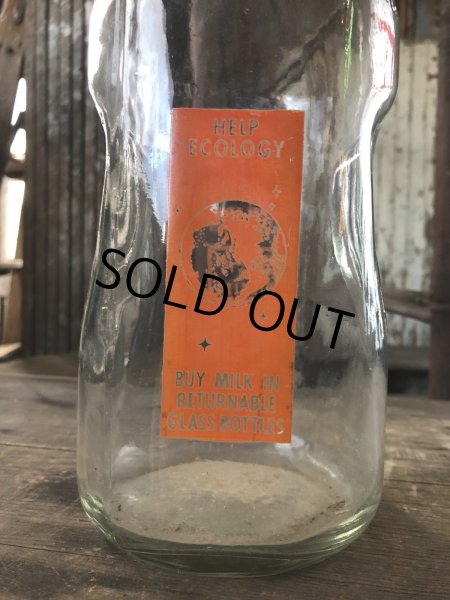 HELP
ECOLOGY
SOLD OUT
BUY MILK IN
RETURNABLE
GLASS BOTTLES